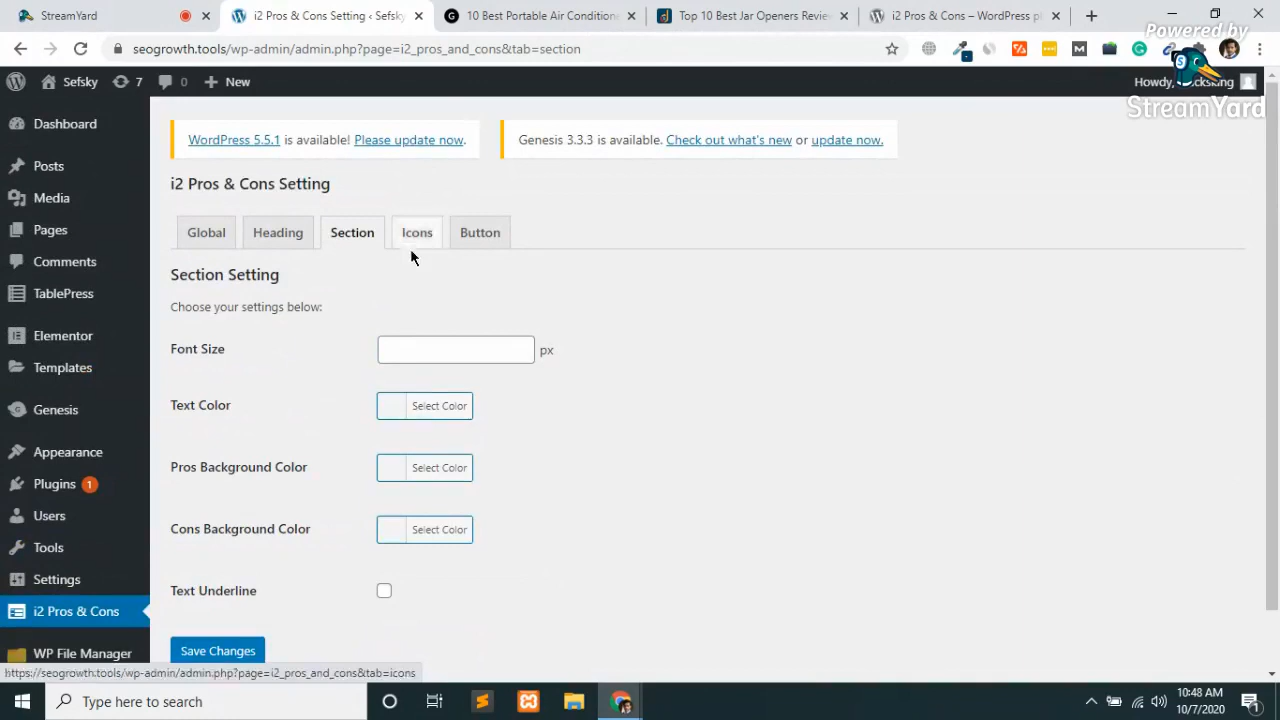 StreamYard
i2 Pros & Cons Setting ‹ Sefsky
10 Best Portable Air Conditione
Top 10 Best Jar Openers Revie
i2 Pros & Cons – WordPress pl
Powered by
StreamYard
seogrowth.tools/wp-admin/admin.php?page=i2_pros_and_cons&tab=section
Sefsky
7
0
New
Howdy,
Dashboard
Posts
Media
Pages
Comments
TablePress
Elementor
Templates
Genesis
Appearance
Plugins 1
Users
Tools
Settings
i2 Pros & Cons
WP File Manager
WordPress 5.5.1 is available! Please update now.
Genesis 3.3.3 is available. Check out what's new or update now.
i2 Pros & Cons Setting
Global
Heading
Section
Icons
Button
Section Setting
Choose your settings below:
Font Size
px
Text Color
Select Color
Pros Background Color
Select Color
Cons Background Color
Select Color
Text Underline
Save Changes
https://seogrowth.tools/wp-admin/admin.php?page=i2_pros_and_cons&tab=icons
Type here to search
10:48 AM
10/7/2020
1